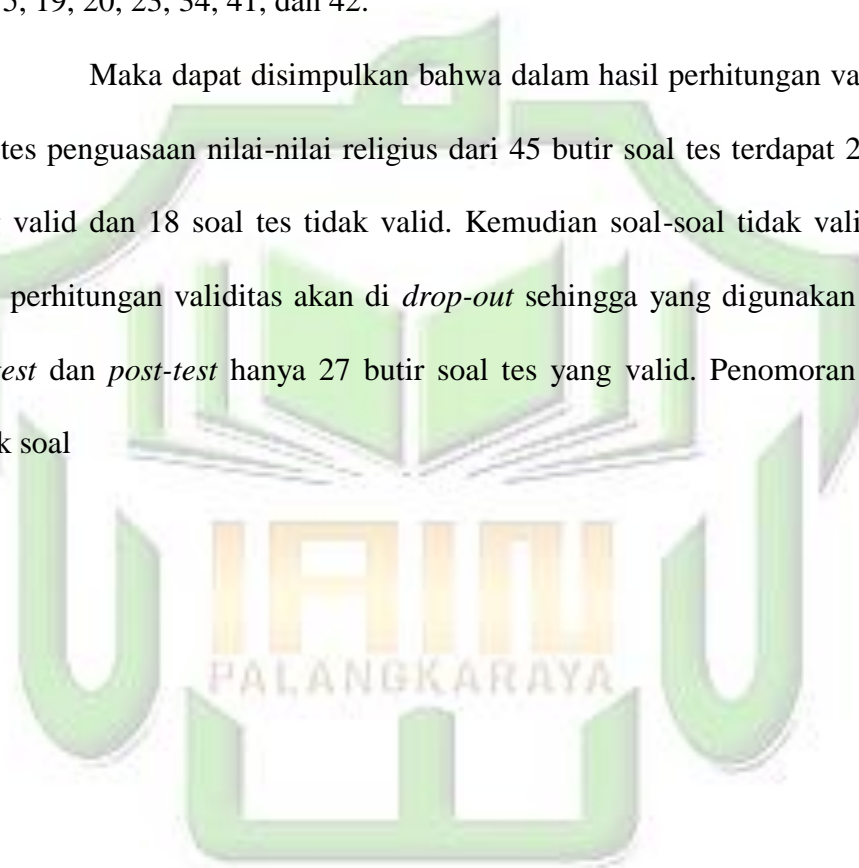 5, 19, 20, 23, 34, 41, dan 42.
Maka dapat disimpulkan bahwa dalam hasil perhitungan va
tes penguasaan nilai-nilai religius dari 45 butir soal tes terdapat 2
valid dan 18 soal tes tidak valid. Kemudian soal-soal tidak vali
perhitungan validitas akan di drop-out sehingga yang digunakan
est dan post-test hanya 27 butir soal tes yang valid. Penomoran
k soal
IAIN
PALANGKARAYA